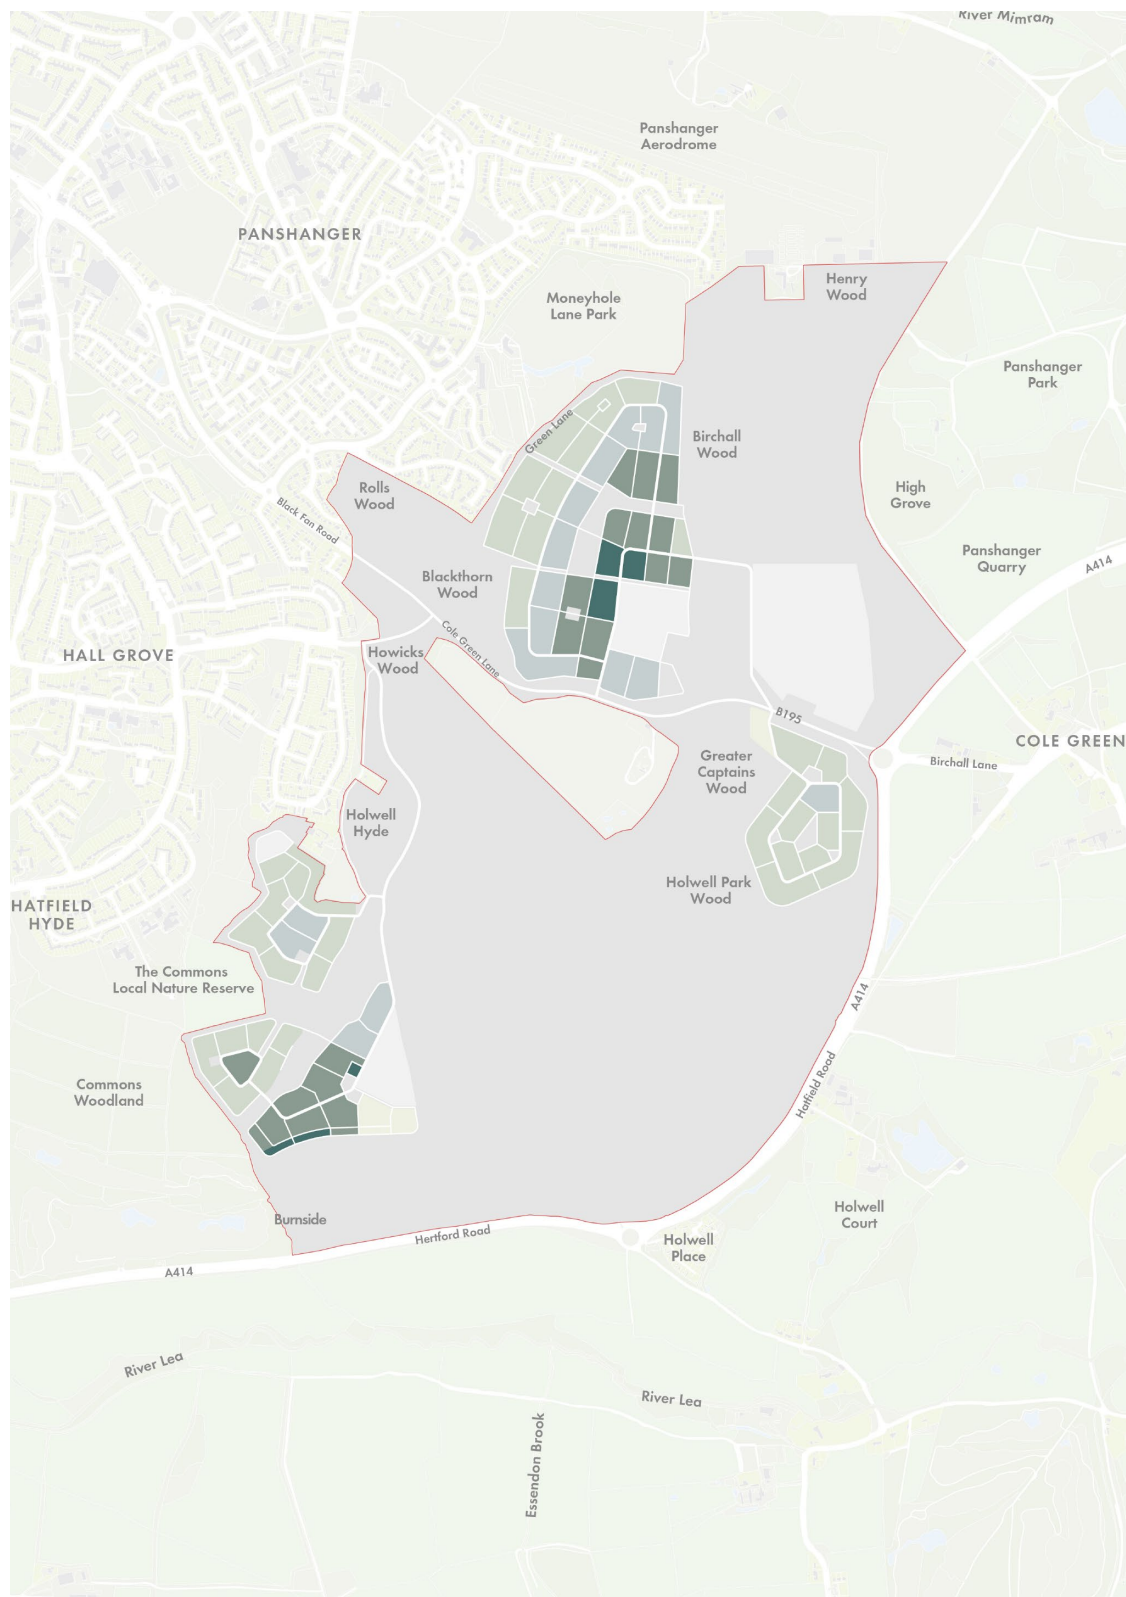 River Mimram
Panshanger
Aerodrome
PANSHANGER
Henry
Wood
Moneyhole
Lane Park
Panshanger
Park
Green Lane
Birchall
Wood
Rolls
Wood
High
Grove
Black Fan Road
Panshanger
Quarry
A414
Blackthorn
Wood
Cole Green Lane
HALL GROVE
Howicks
Wood
B195
COLE GREEN
Greater
Captains
Wood
Birchall Lane
Holwell
Hyde
Holwell Park
Wood
HATFIELD
HYDE
The Commons
Local Nature Reserve
A414
Commons
Woodland
Hatfield Road
Holwell
Court
Burnside
Hertford Road
Holwell
Place
A414
River Lea
River Lea
Essendon Brook